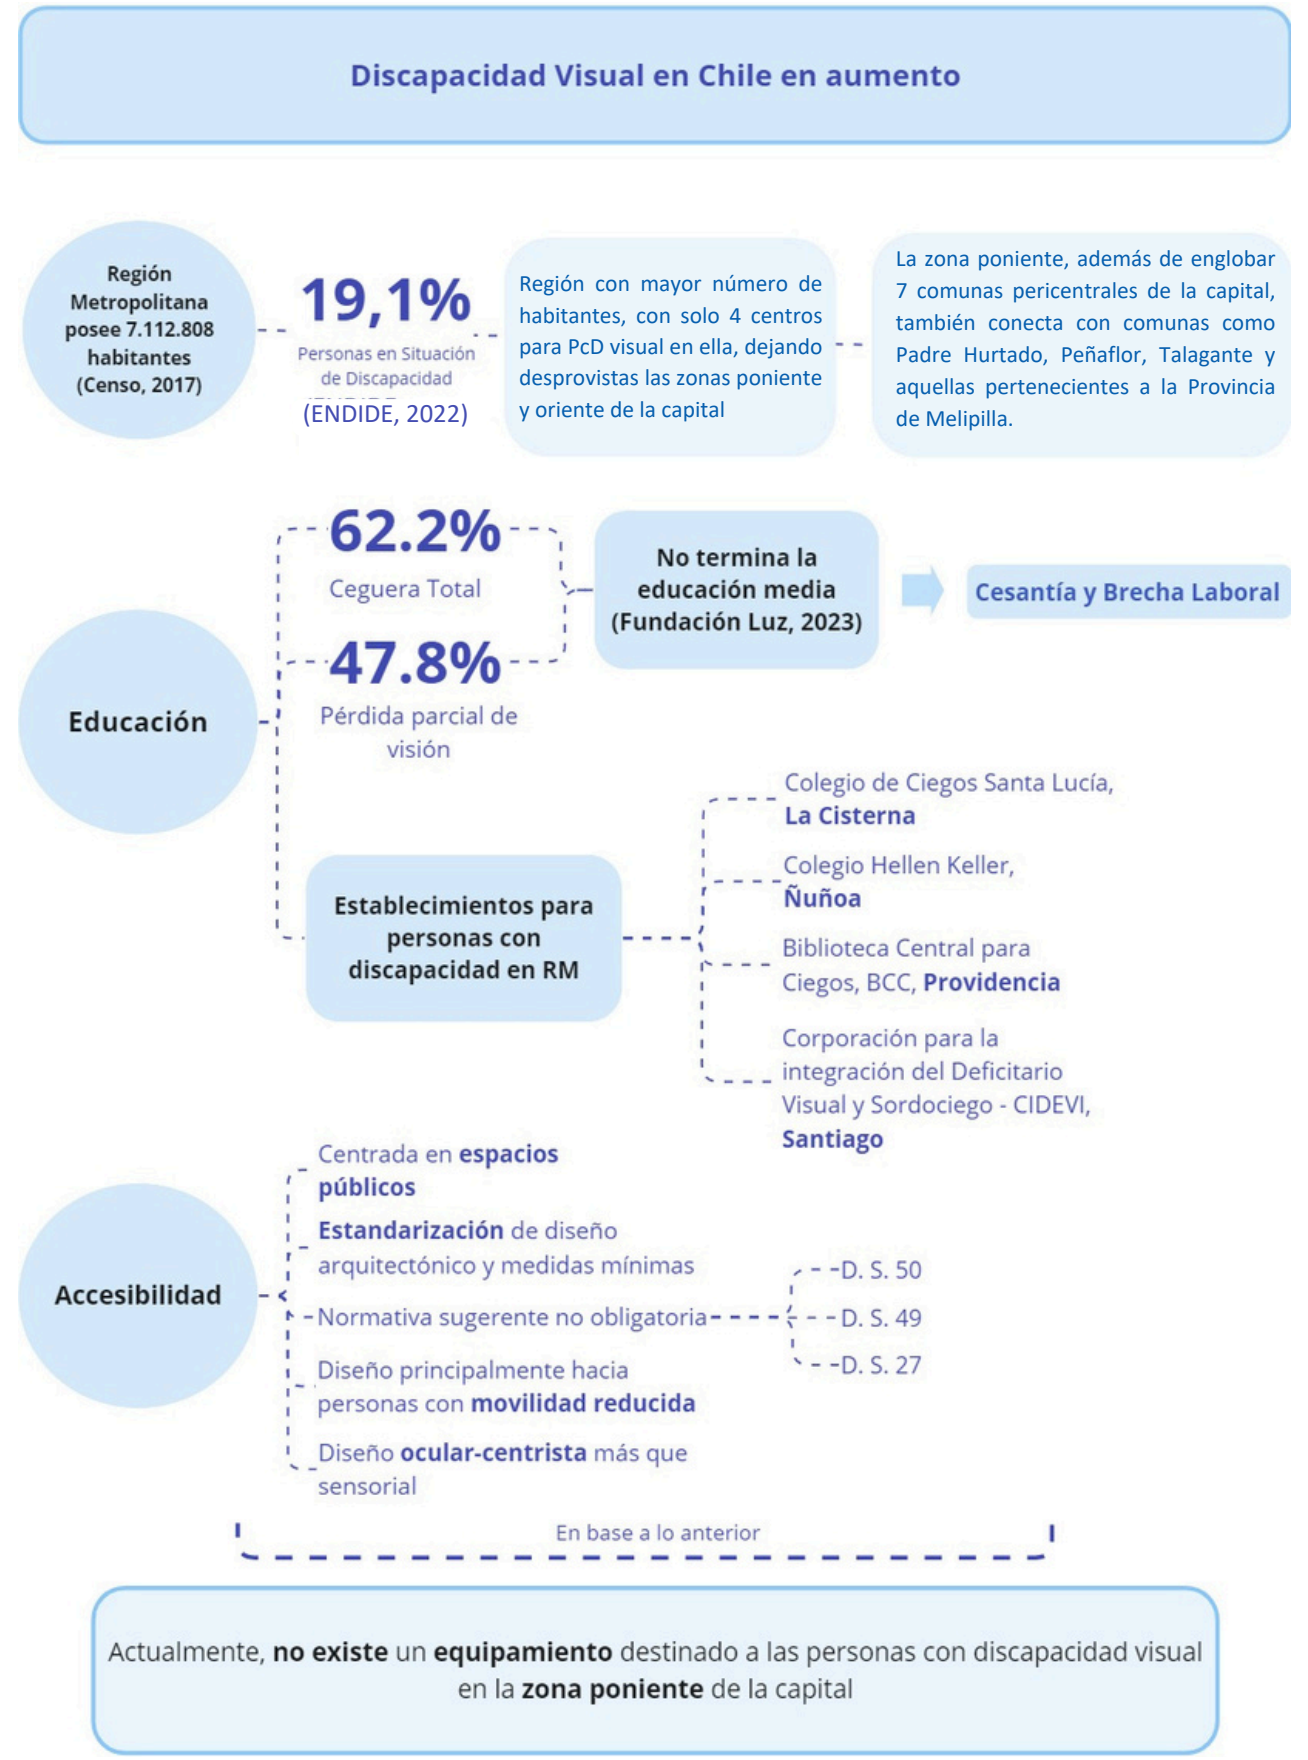 Discapacidad Visual en Chile en aumento
Región
Metropolitana
posee 7.112.808
habitantes
(Censo, 2017)
19,1%
Personas en Situación
de Discapacidad
(ENDIDE, 2022)
Región con mayor número de
habitantes, con solo 4 centros
para PcD visual en ella, dejando
desprovistas las zonas poniente
y oriente de la capital
La zona poniente, además de englobar
7 comunas pericentrales de la capital,
también conecta con comunas como
Padre Hurtado, Peñaflor, Talagante y
aquellas pertenecientes a la Provincia
de Melipilla.
Educación
62.2%
Ceguera Total
47.8%
Pérdida parcial de
visión
No termina la
educación media
(Fundación Luz, 2023)
Cesantía y Brecha Laboral
Establecimientos para
personas con
discapacidad en RM
Colegio de Ciegos Santa Lucía,
La Cisterna
Colegio Hellen Keller,
Ñuñoa
Biblioteca Central para
Ciegos, BCC, Providencia
Corporación para la
integración del Deficitario
Visual y Sordociego - CIDEVI,
Santiago
Accesibilidad
Centrada en espacios
públicos
Estandarización de diseño
arquitectónico y medidas mínimas
Normativa sugerente no obligatoria
D. S. 50
D. S. 49
D. S. 27
Diseño principalmente hacia
personas con movilidad reducida
Diseño ocular-centrista más que
sensorial
En base a lo anterior
Actualmente, no existe un equipamiento destinado a las personas con discapacidad visual
en la zona poniente de la capital